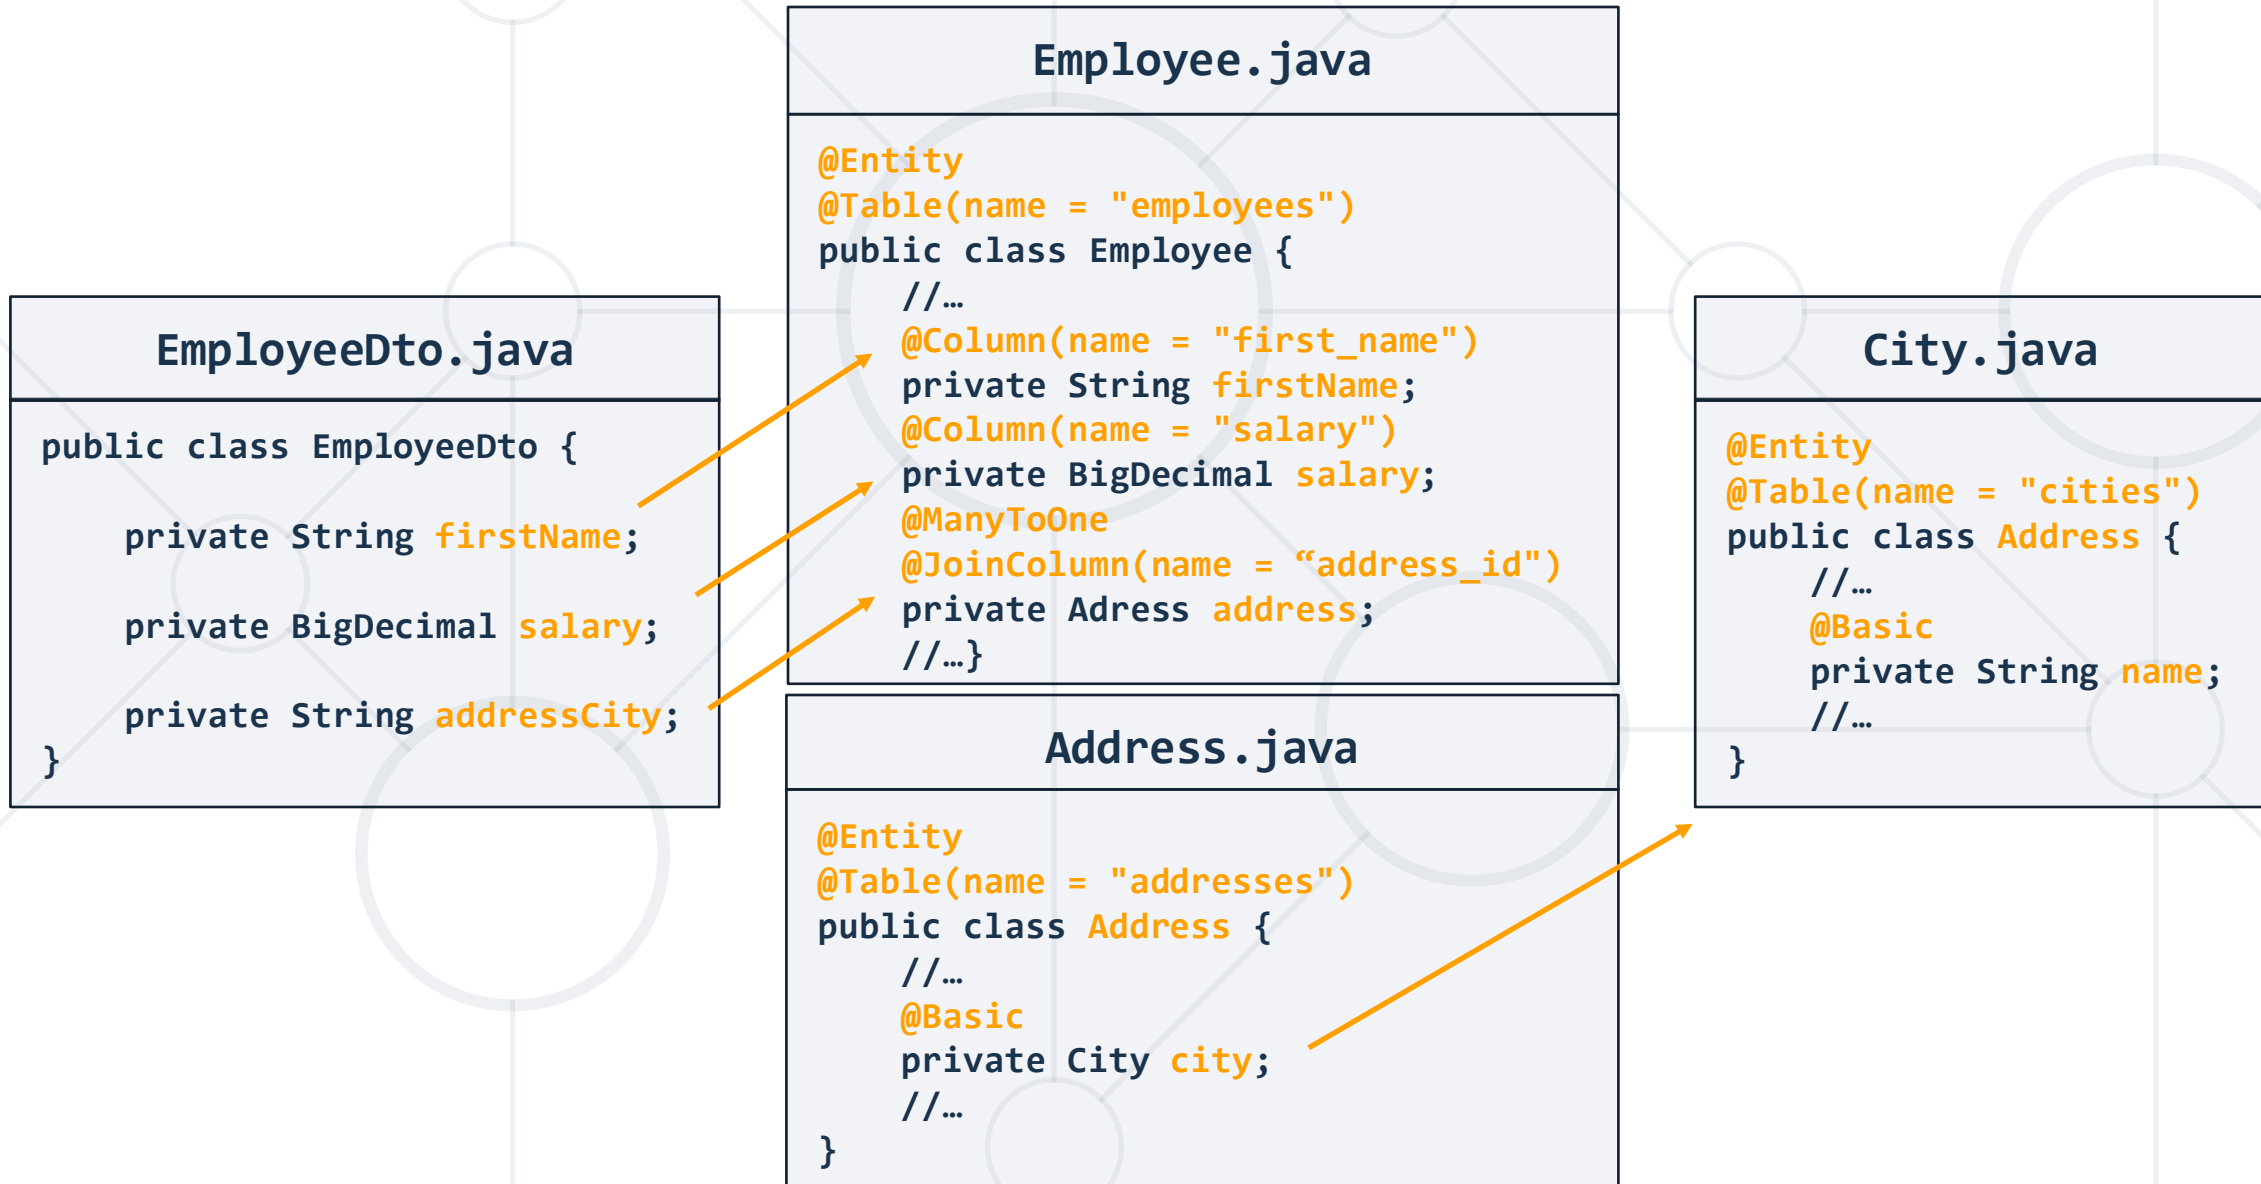 EmployeeDto.java
public class EmployeeDto {
private String firstName;
private BigDecimal salary;
private String addressCity;
}
Employee.java
@Entity
@Table(name = "employees")
public class Employee {
//…
@Column(name = "first_name")
private String firstName;
@Column(name = "salary")
private BigDecimal salary;
@ManyToOne
@JoinColumn(name = “address_id")
private Adress address;
//…}
Address.java
@Entity
@Table(name = "addresses")
public class Address {
//…
@Basic
private City city;
//…
}
City.java
@Entity
@Table(name = "cities")
public class Address {
//…
@Basic
private String name;
//…
}